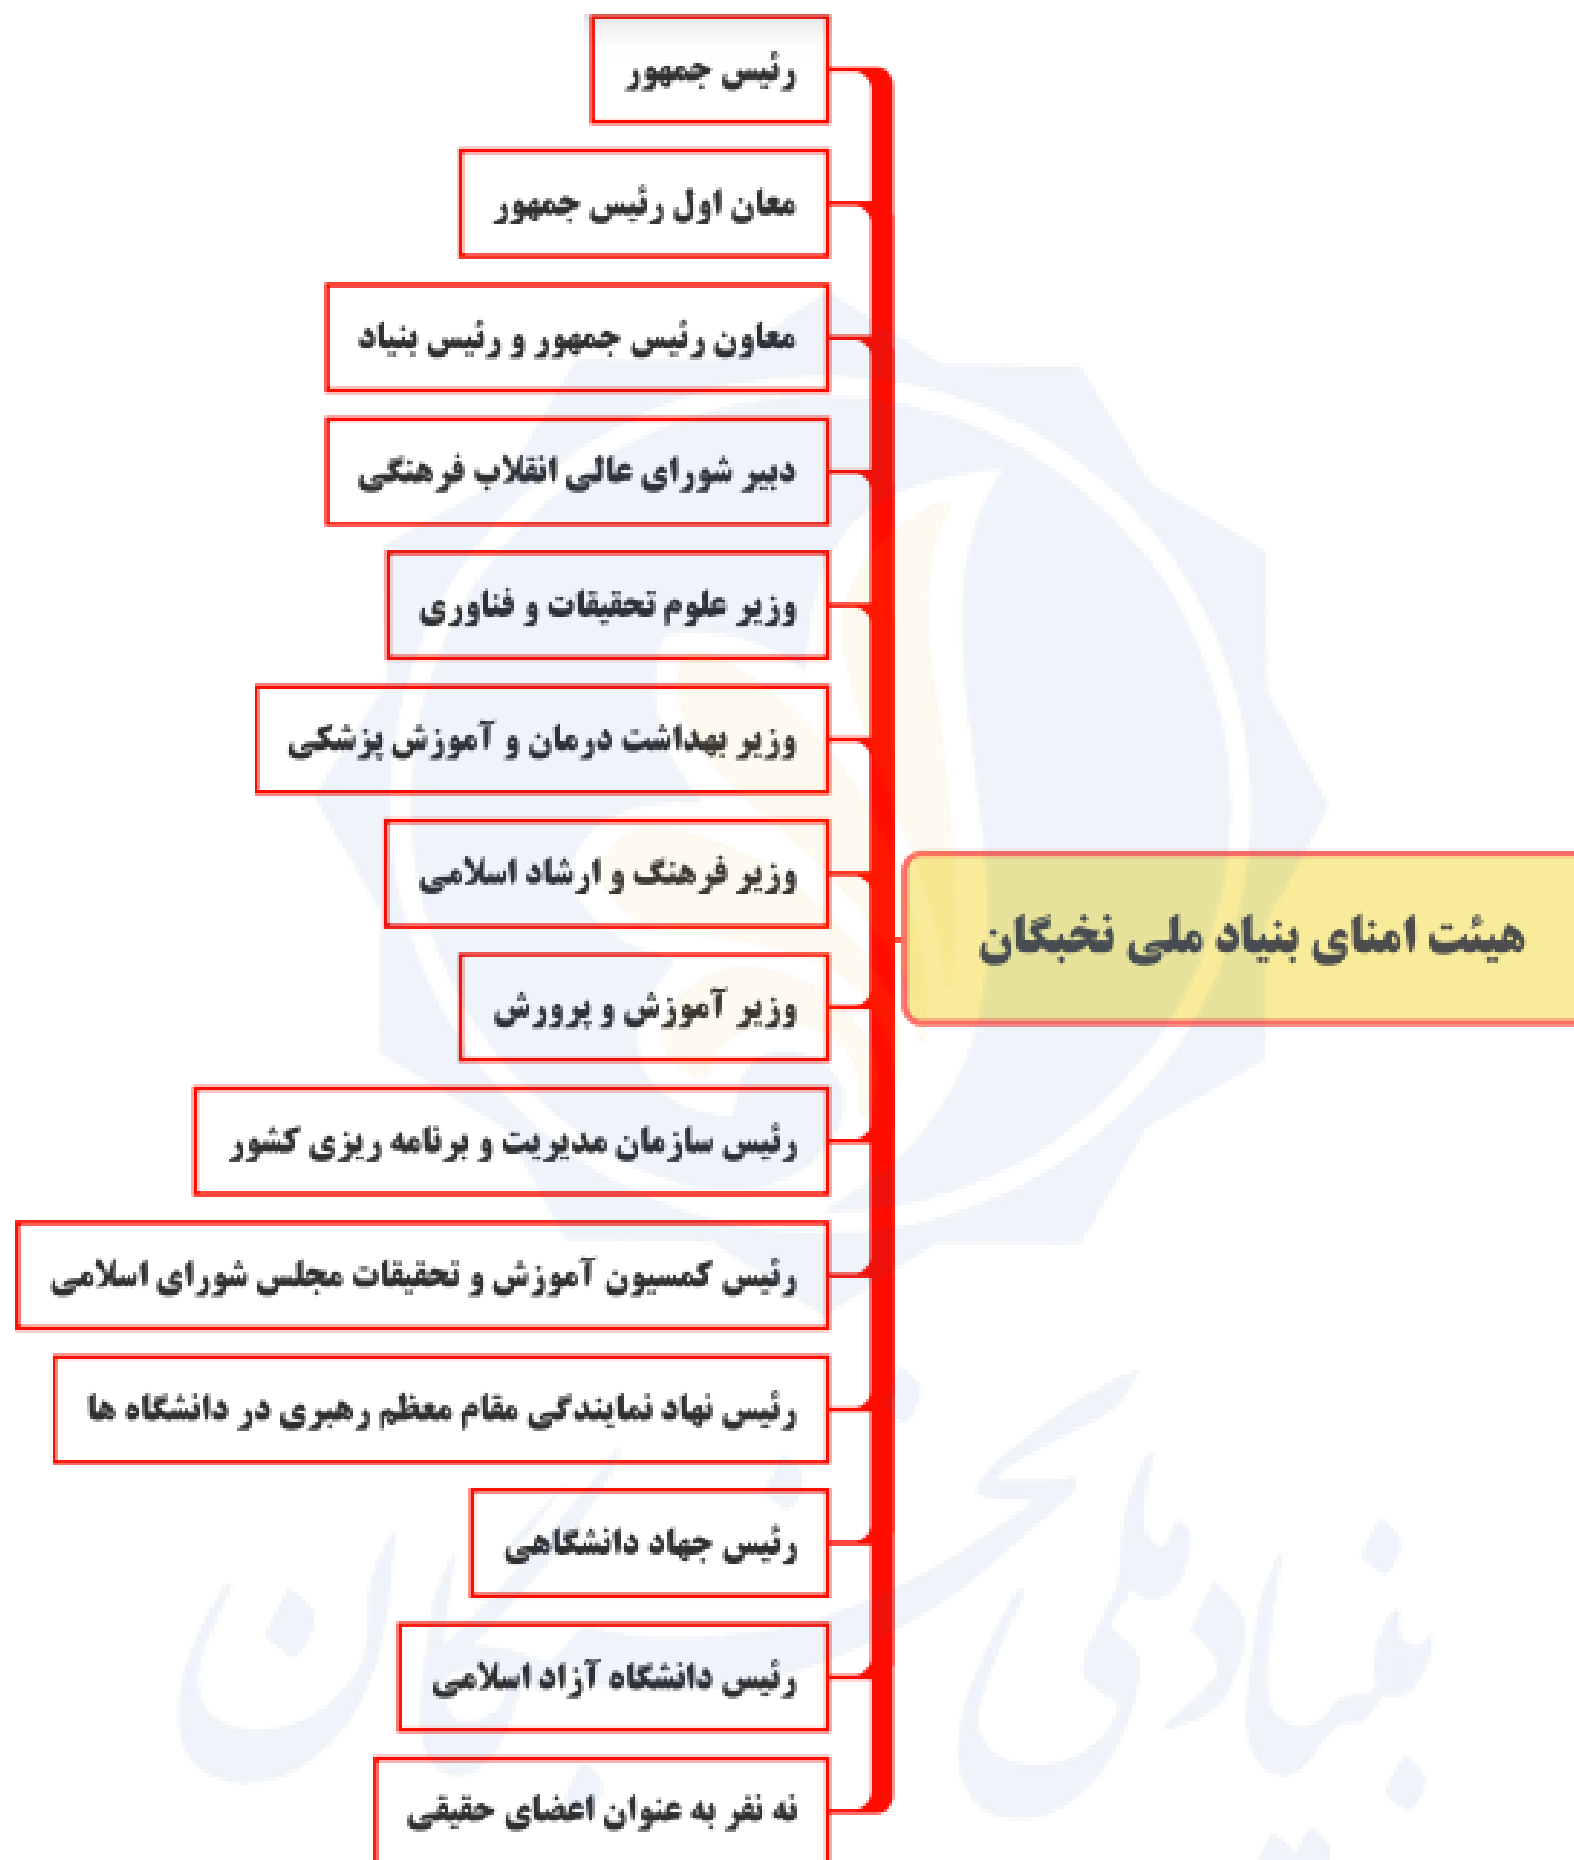 رئیس جمهور
معان اول رئیس جمهور
معاون رئیس جمهور و رئیس بنیاد
دبیر شورای عالی انقلاب فرهنگی
وزیر علوم تحقیقات و فناوری
وزیر بهداشت درمان و آموزش پزشکی
وزیر فرهنگ و ارشاد اسلامی
هیئت امنای بنیاد ملی نخبگان
وزیر آموزش و پرورش
رئیس سازمان مدیریت و برنامه ریزی کشور
رئیس کمسیون آموزش و تحقیقات مجلس شورای اسلامی
رئیس نهاد نمایندگی مقام معظم رهبری در دانشگاه ها
رئیس جهاد دانشگاهی
رئیس دانشگاه آزاد اسلامی
نه نفر به عنوان اعضای حقیقی
بنیاد ملی نخبگان